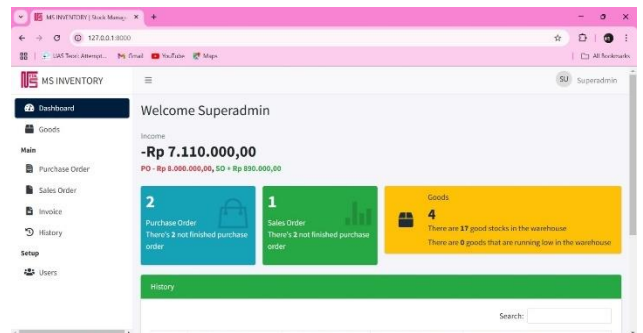 MS INVENTORY | Stock Manag
127.0.0.1:8000
UAS Teori: Attempt...
Gmail
YouTube
Maps
All Bookmarks
MS INVENTORY
SU
Superadmin
Dashboard
Goods
Main
Purchase Order
Sales Order
Invoice
History
Setup
Users
Welcome Superadmin
Income
-Rp 7.110.000,00
PO - Rp 8.000.000,00, SO + Rp 890.000,00
2
Purchase Order
There's 2 not finished purchase
order
1
Sales Order
There's 2 not finished purchase
order
Goods
4
There are 17 good stocks in the warehouse
There are 0 goods that are running low in the warehouse
History
Search: